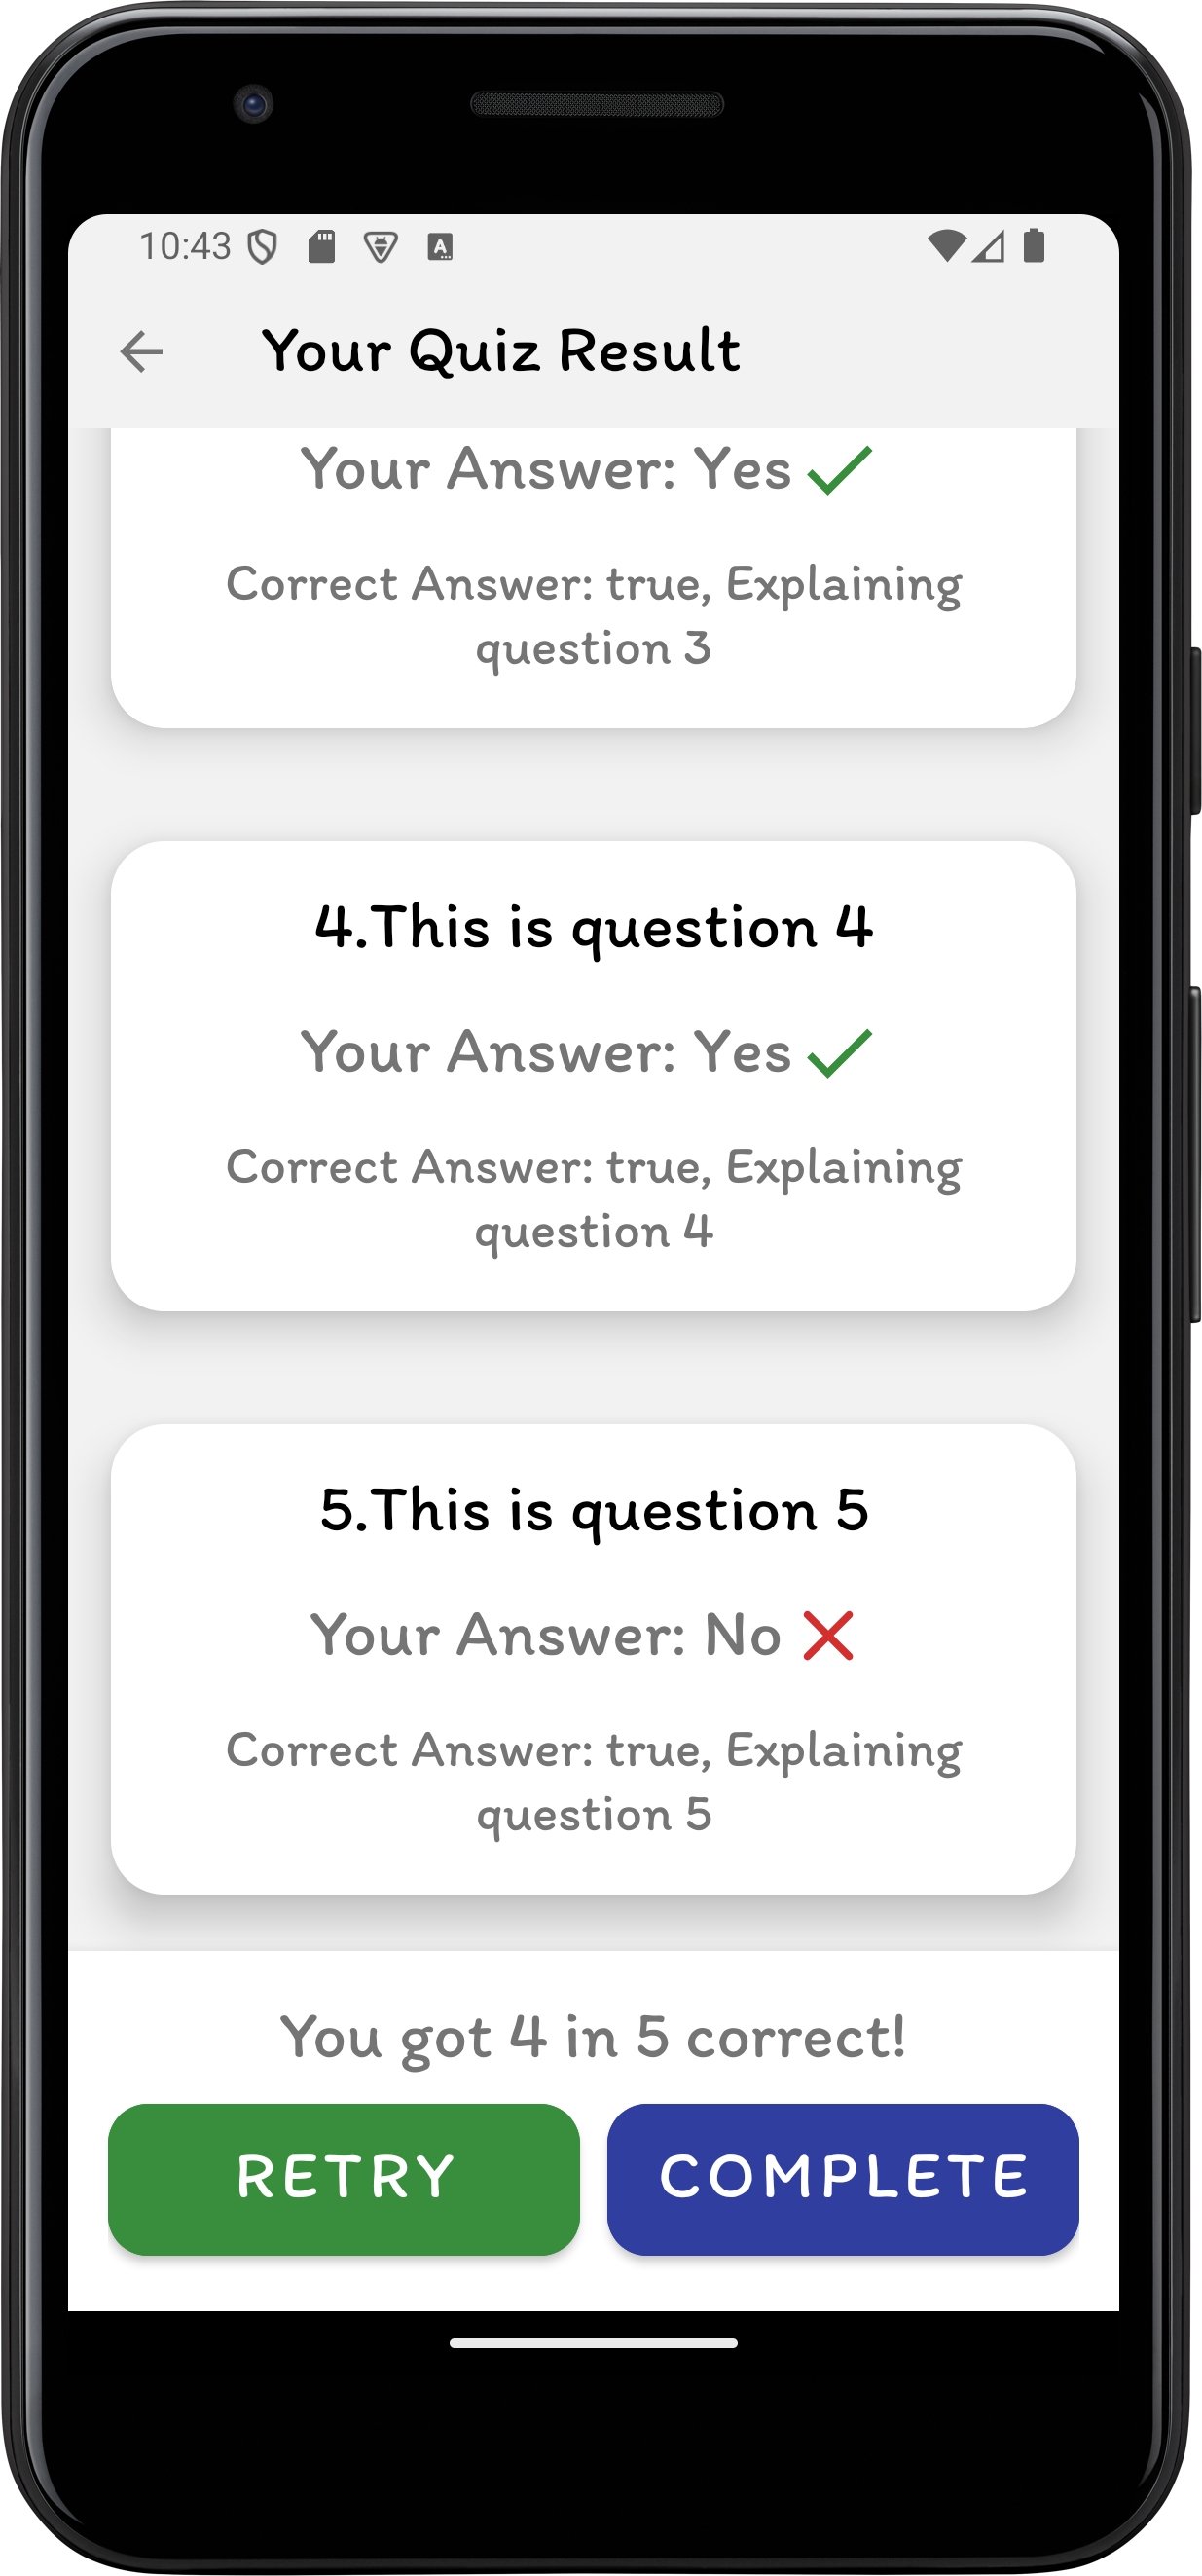 10:43
Your Quiz Result
Your Answer: Yes
Correct Answer: true, Explaining
question 3
4.This is question 4
Your Answer: Yes
Correct Answer: true, Explaining
question 4
5.This is question 5
Your Answer: No
Correct Answer: true, Explaining
question 5
You got 4 in 5 correct!
RETRY COMPLETE